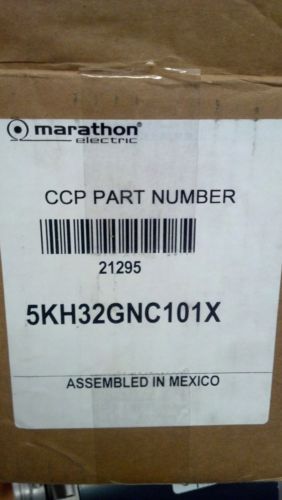 marathon®
electric
CCP PART NUMBER
21295
5KH32GNC101X
ASSEMBLED IN MEXICO